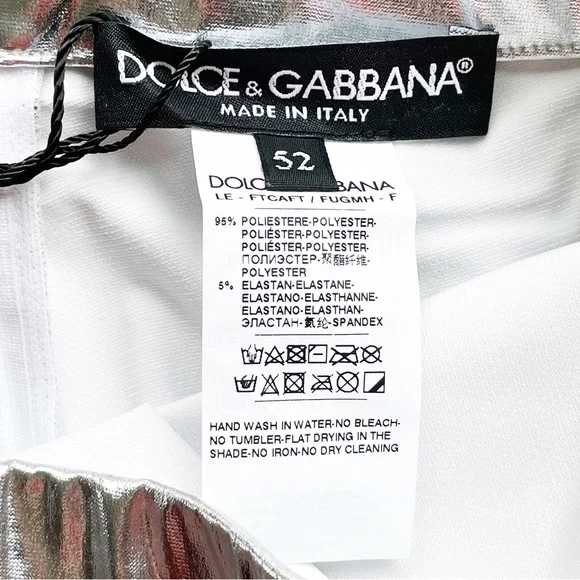 DOLCE & GABBANA®
MADE IN ITALY
52
DOLC BBANA
LE - FTCAFT / FUGMH - F
95% POLIESTERE-POLYESTER-
POLIÉSTER-POLYESTER-
POLIÉSTER-POLYESTER-
ПОЛИЭСТЕР-聚酯纤维-
POLYESTER
5% ELASTAN-ELASTANE-
ELASTANO-ELASTHANNE-
ELASTANO-ELASTHAN-
ЭЛАСТАН-氨纶-SPANDEX
HAND WASH IN WATER-NO BLEACH-
NO TUMBLER-FLAT DRYING IN THE
SHADE-NO IRON-NO DRY CLEANING